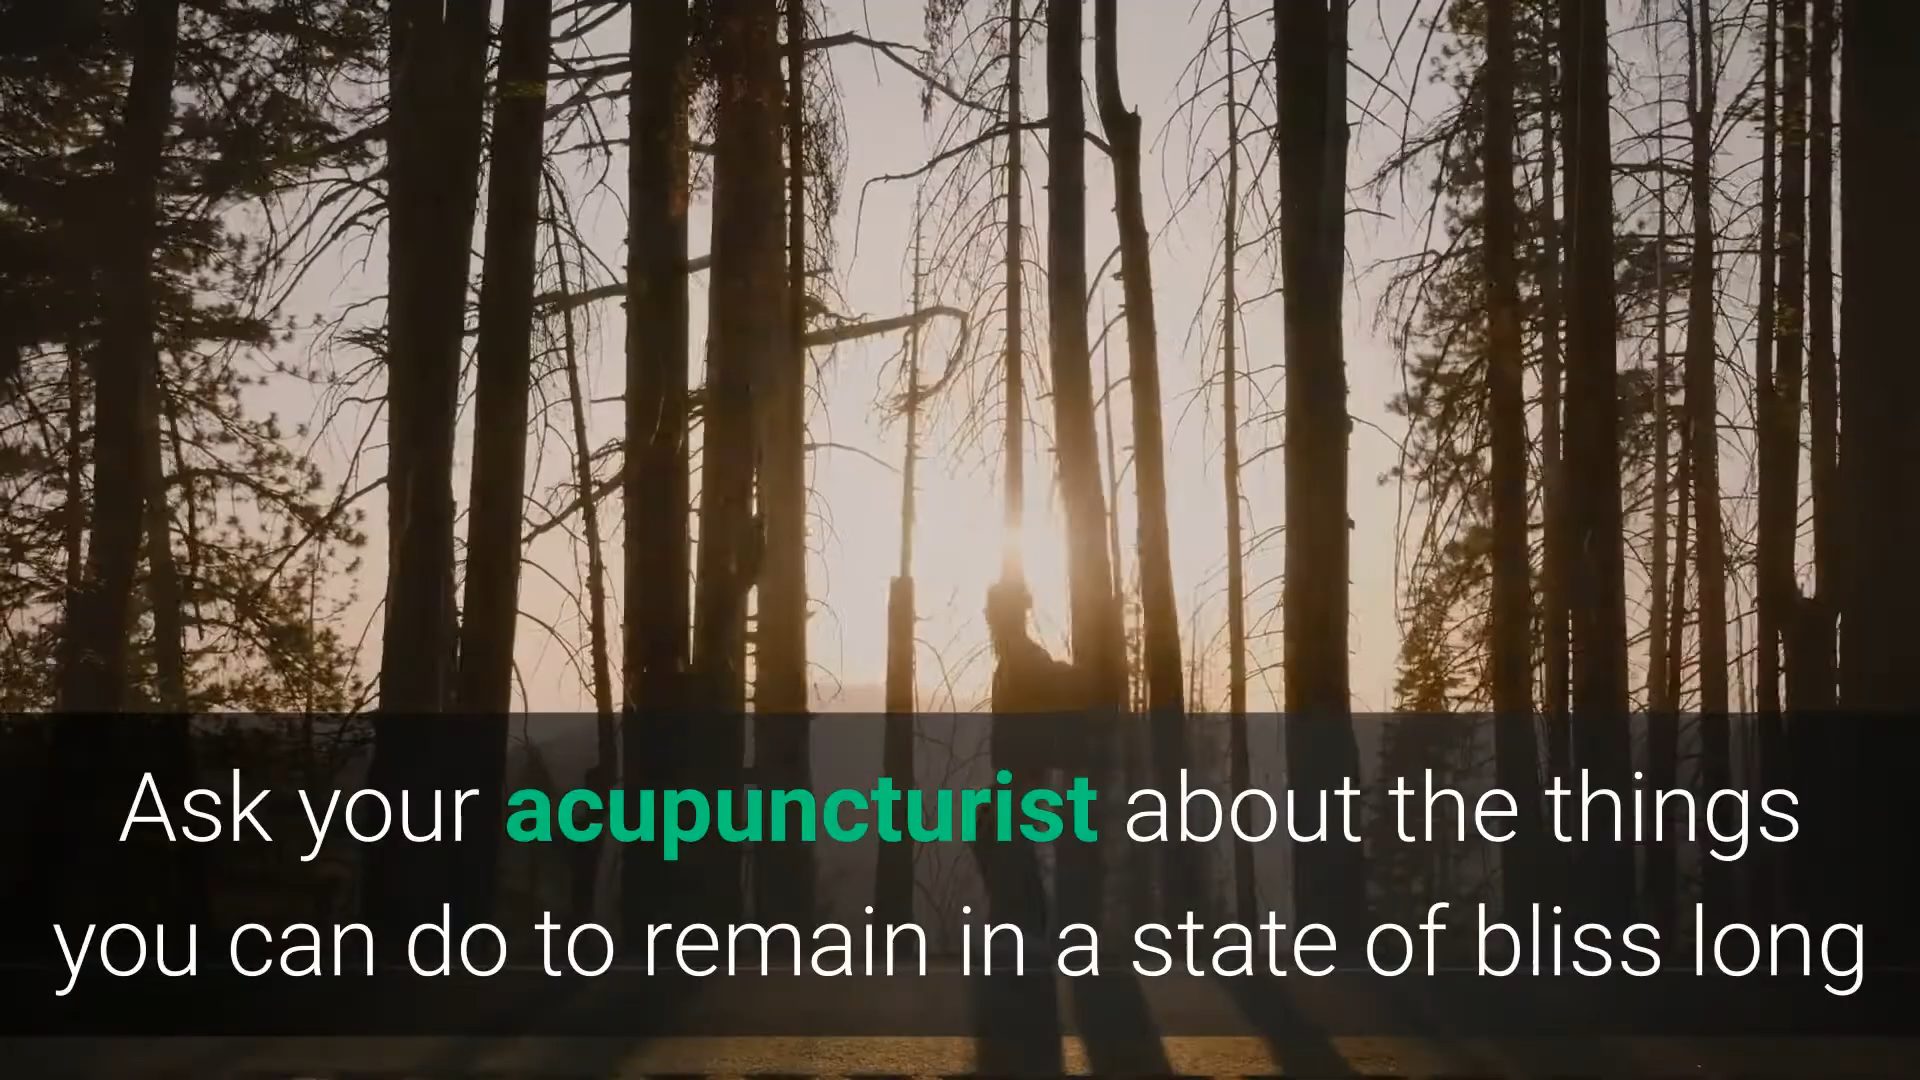 Ask your acupuncturist about the things
you can do to remain in a state of bliss long